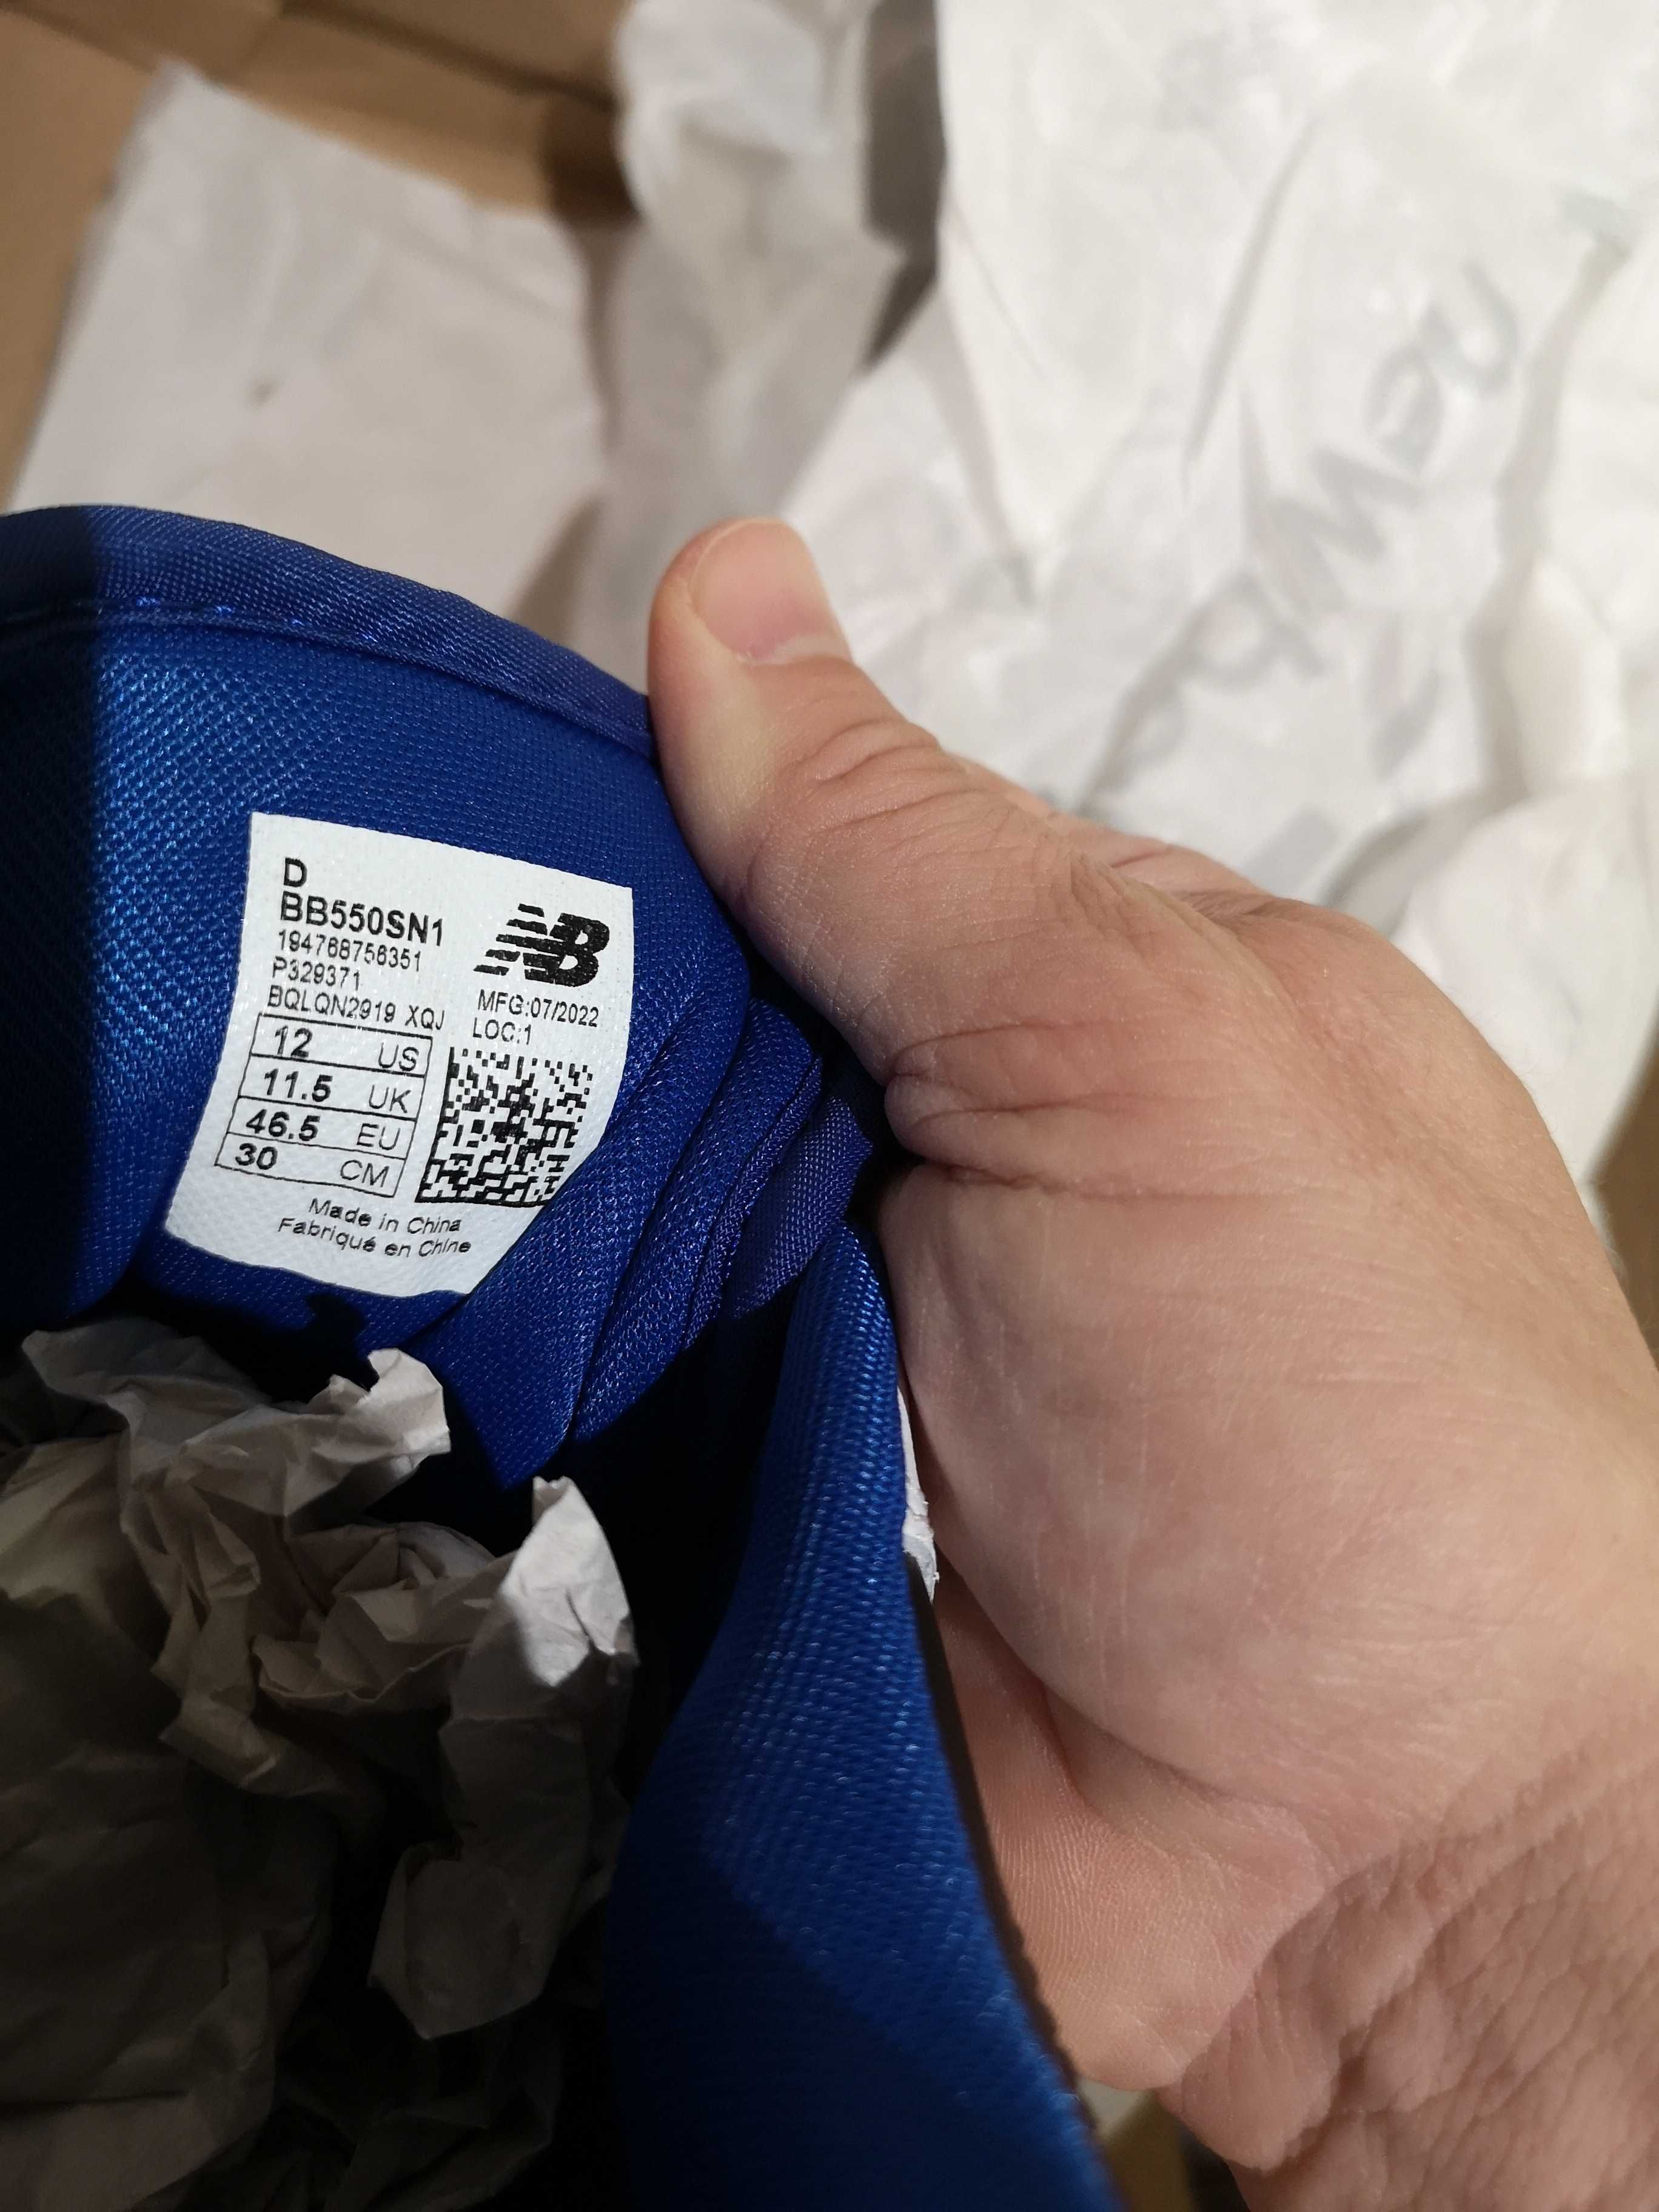 D
BB550SN1
194768756351
P329371
BQLQN2919 XQJ
NB
MFG:07/2022
LOC:1
12 US
11.5 UK
46.5 EU
30 CM
Made in China
Fabriqué en Chine